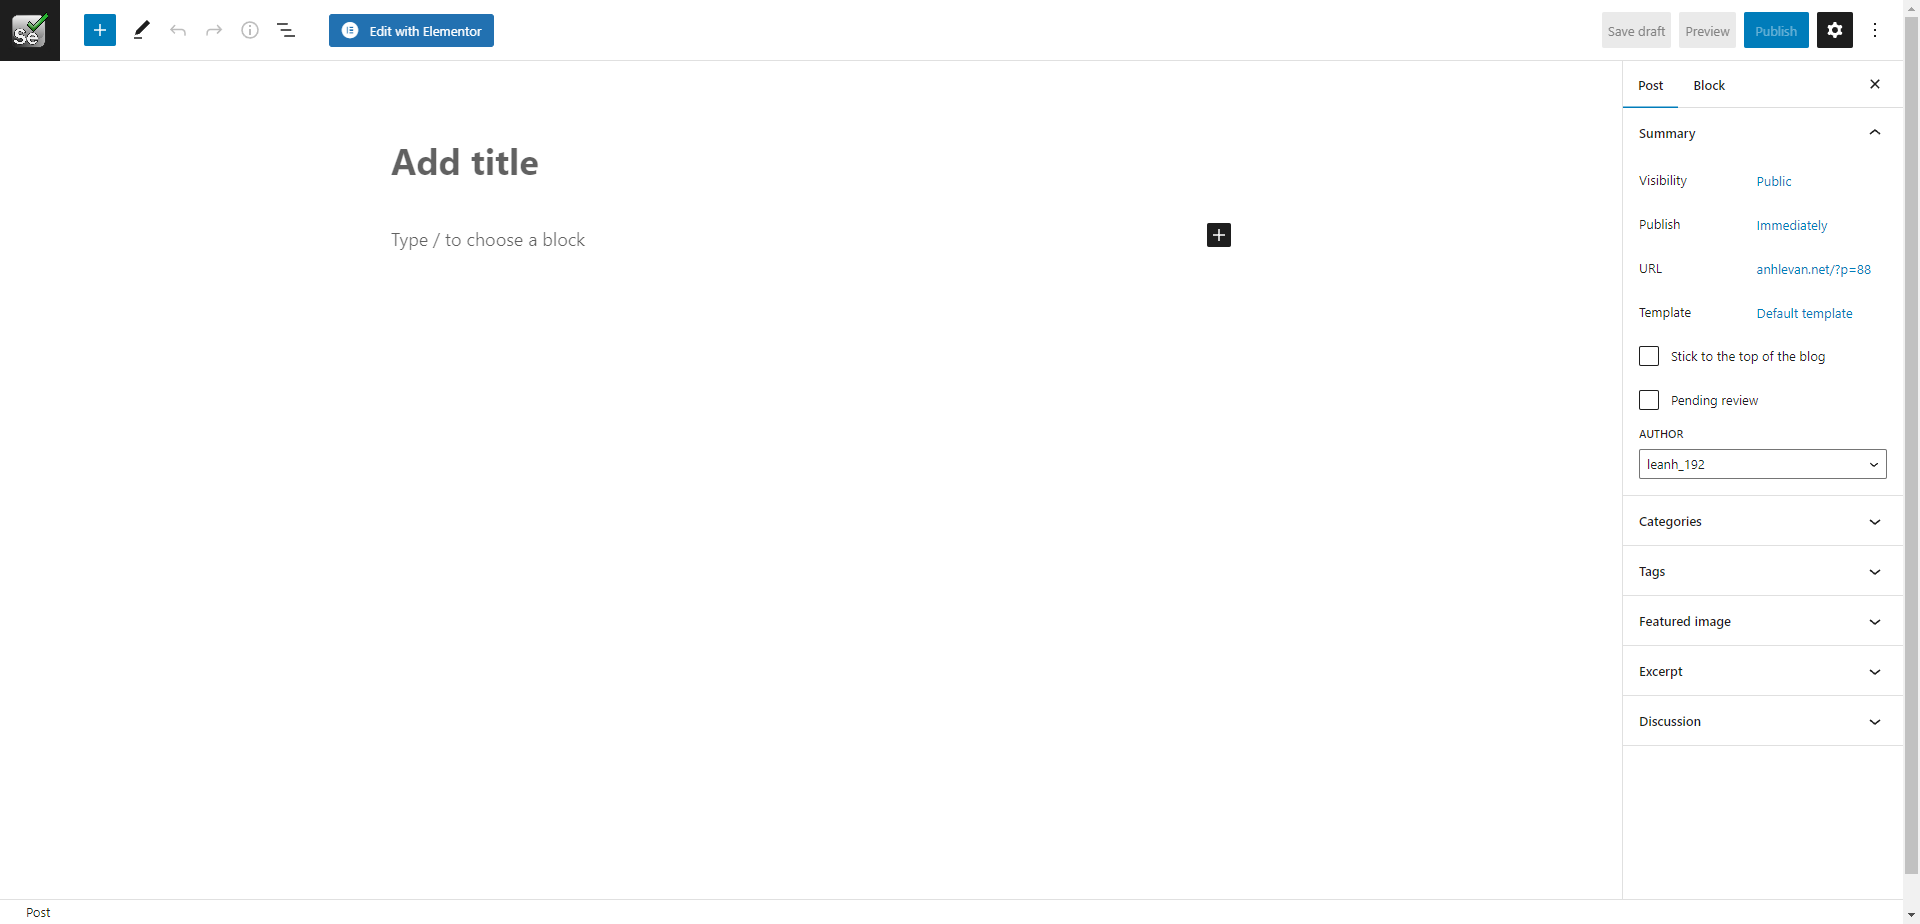 Se
Edit with Elementor
Save draft
Preview
Publish
Add title
Type / to choose a block
Post
Block
Summary
Visibility
Public
Publish
Immediately
URL
anhlevan.net/?p=88
Template
Default template
Stick to the top of the blog
Pending review
AUTHOR
leanh_192
Categories
Tags
Featured image
Excerpt
Discussion
Post